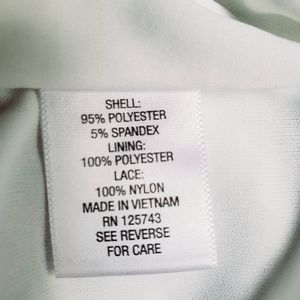 SHELL:
95% POLYESTER
5% SPANDEX
LINING:
100% POLYESTER
LACE:
100% NYLON
MADE IN VIETNAM
RN 125743
SEE REVERSE
FOR CARE